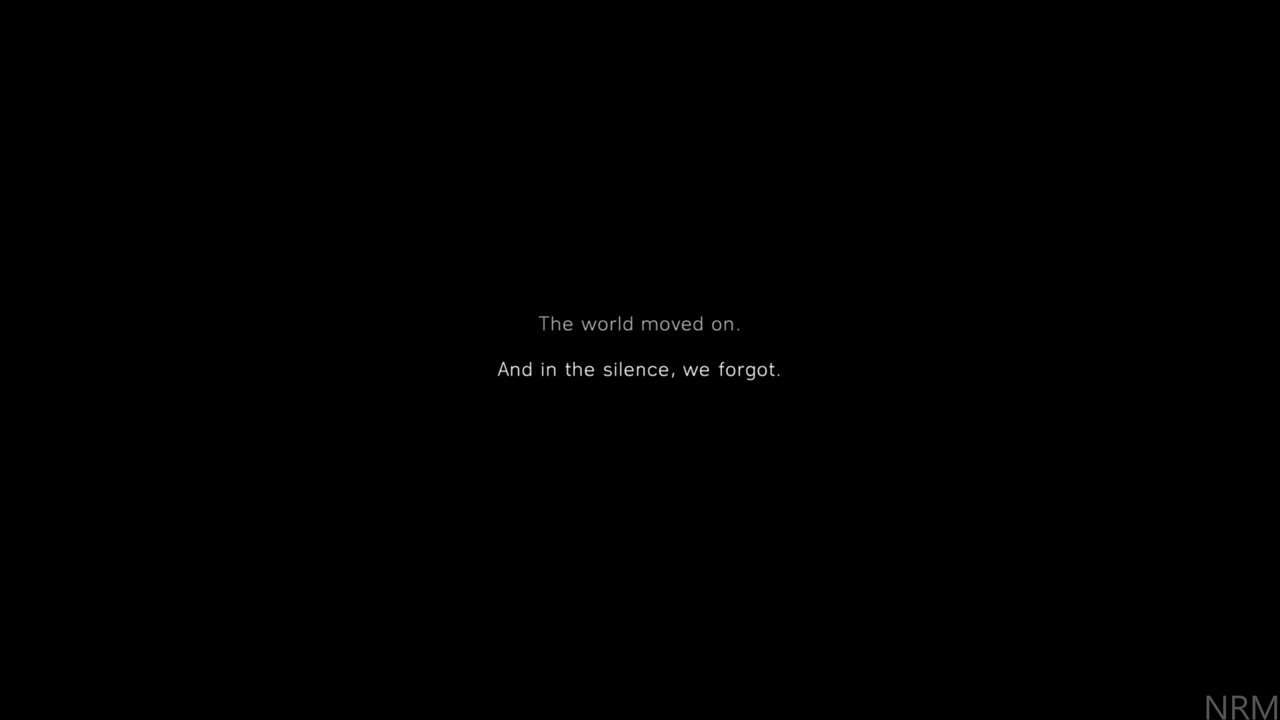 The world moved on.
And in the silence, we forgot.
NRM